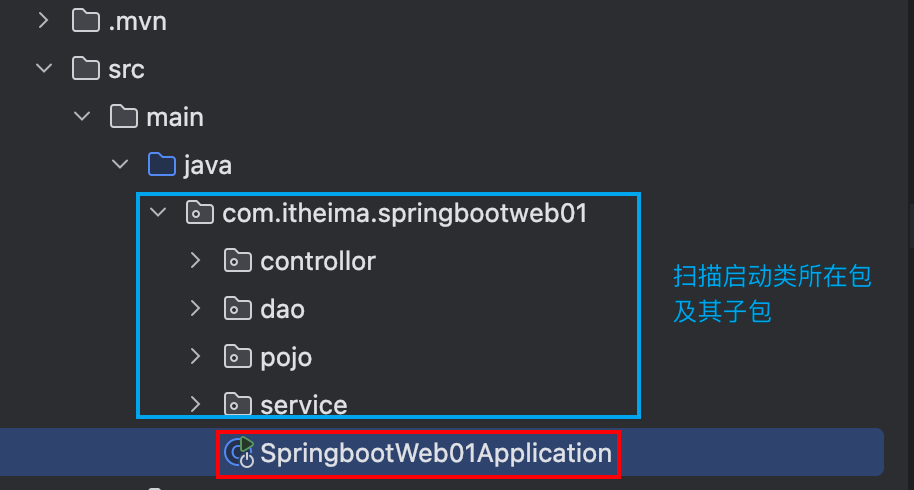 .mvn
src
main
java
com.itheima.springbootweb01
controllor
扫描启动类所在包
及其子包
dao
pojo
service
SpringbootWeb01Application